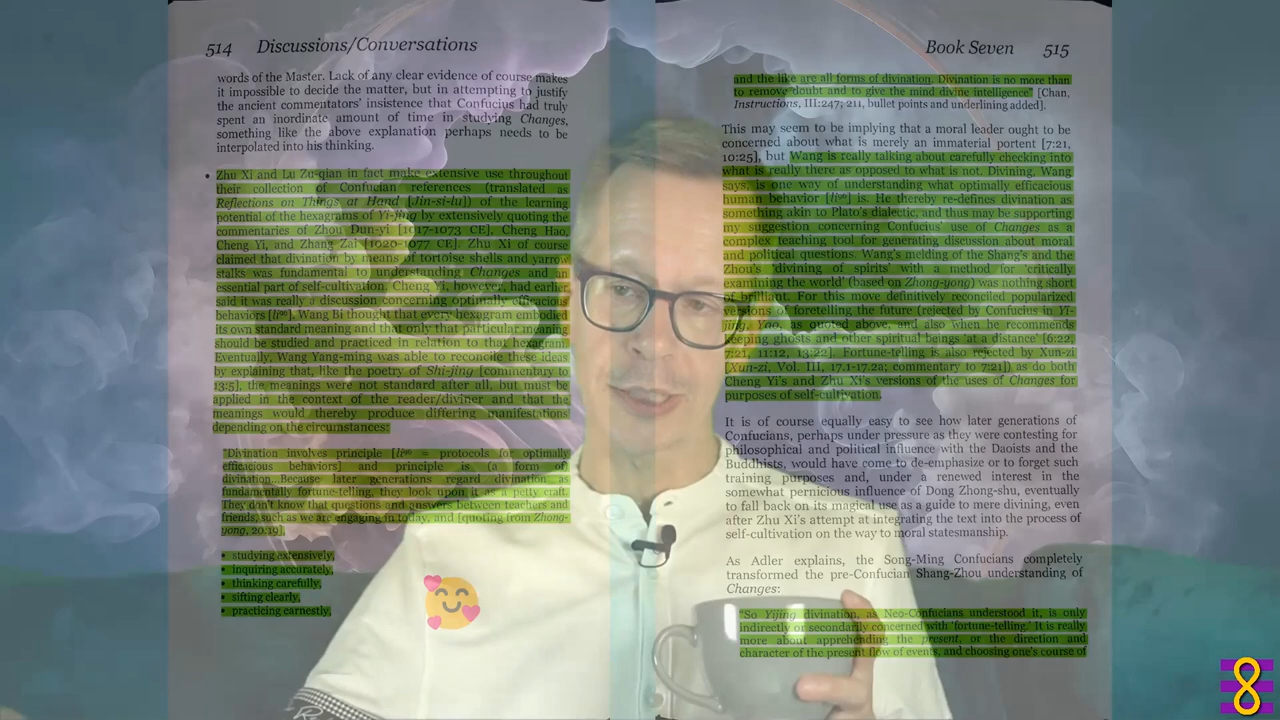 514 Discussions/Conversations
words of the Master. Lack of any clear evidence of course makes
it impossible to decide the matter, but in attempting to justify
the ancient commentators' insistence that Confucius had truly
spent an inordinate amount of time in studying Changes,
something like the above explanation perhaps needs to be
interpolated into his thinking.
• Zhu Xi and Lu Zu-qian in fact make extensive use throughout
their collection of Confucian references (translated as
Reflections on Things at Hand [Jin-si-lu]) of the learning
potential of the hexagrams of Yi-jing by extensively quoting the
commentaries of Zhou Dun-yi [1017-1073 CE], Cheng Hao,
Cheng Yi, and Zhang Zai [1020-1077 CE]. Zhu Xi of course
claimed that divination by means of tortoise shells and yarrow
stalks was fundamental to understanding Changes and an
essential part of self-cultivation. Cheng Yi, however, had earlier
said it was really a discussion concerning optimally efficacious
behaviors [li]. Wang Bi thought that every hexagram embodied
its own standard meaning and that only that particular meaning
should be studied and practiced in relation to that hexagram.
Eventually, Wang Yang-ming was able to reconcile these ideas
by explaining that, like the poetry of Shi-jing [commentary to
13:5], the meanings were not standard after all, but must be
applied in the context of the reader/diviner and that the
meanings would thereby produce differing manifestations
depending on the circumstances:
"Divination involves principle [li = protocols for optimally
efficacious behaviors] and principle is (a form of)
divination...Because later generations regard divination as
fundamentally fortune-telling, they look upon it as a petty craft.
They don't know that questions and answers between teachers and
friends, such as we are engaging in today, and [quoting from Zhong-
yong, 20.19],
• studying extensively,
• inquiring accurately,
• thinking carefully,
• sifting clearly,
• practicing earnestly,
Book Seven 515
and the like are all forms of divination. Divination is no more than
to remove doubt and to give the mind divine intelligence" [Chan,
Instructions, III:247; 211, bullet points and underlining added].
This may seem to be implying that a moral leader ought to be
concerned about what is merely an immaterial portent [7:21,
10:25], but Wang is really talking about carefully checking into
what is really there as opposed to what is not. Divining, Wang
says, is one way of understanding what optimally efficacious
human behavior [li] is. He thereby re-defines divination as
something akin to Plato's dialectic, and thus may be supporting
my suggestion concerning Confucius' use of Changes as a
complex teaching tool for generating discussion about moral
and political questions. Wang's melding of the Shang's and the
Zhou's 'divining of spirits' with a method for 'critically
examining the world' (based on Zhong-yong) was nothing short
of brilliant. For this move definitively reconciled popularized
versions of foretelling the future (rejected by Confucius in Yi-
jing, as quoted above, and also when he recommends
keeping ghosts and other spiritual beings 'at a distance' [6:22,
7:21, 11:12, 13:22]. Fortune-telling is also rejected by Xun-zi
[Xun-zi, Vol. III, 17.1-17.2a; commentary to 7:21]) as do both
Cheng Yi's and Zhu Xi's versions of the uses of Changes for
purposes of self-cultivation.
It is of course equally easy to see how later generations of
Confucians, perhaps under pressure as they were contesting for
philosophical and political influence with the Daoists and the
Buddhists, would have come to de-emphasize or to forget such
training purposes and, under a renewed interest in the
somewhat pernicious influence of Dong Zhong-shu, eventually
to fall back on its magical use as a guide to mere divining, even
after Zhu Xi's attempt at integrating the text into the process of
self-cultivation on the way to moral statesmanship.
As Adler explains, the Song-Ming Confucians completely
transformed the pre-Confucian Shang-Zhou understanding of
Changes:
"So Yijing divination, as Neo-Confucians understood it, is only
indirectly or secondarily concerned with 'fortune-telling.' It is really
more about apprehending the present, or the direction and
character of the present flow of events, and choosing one's course of